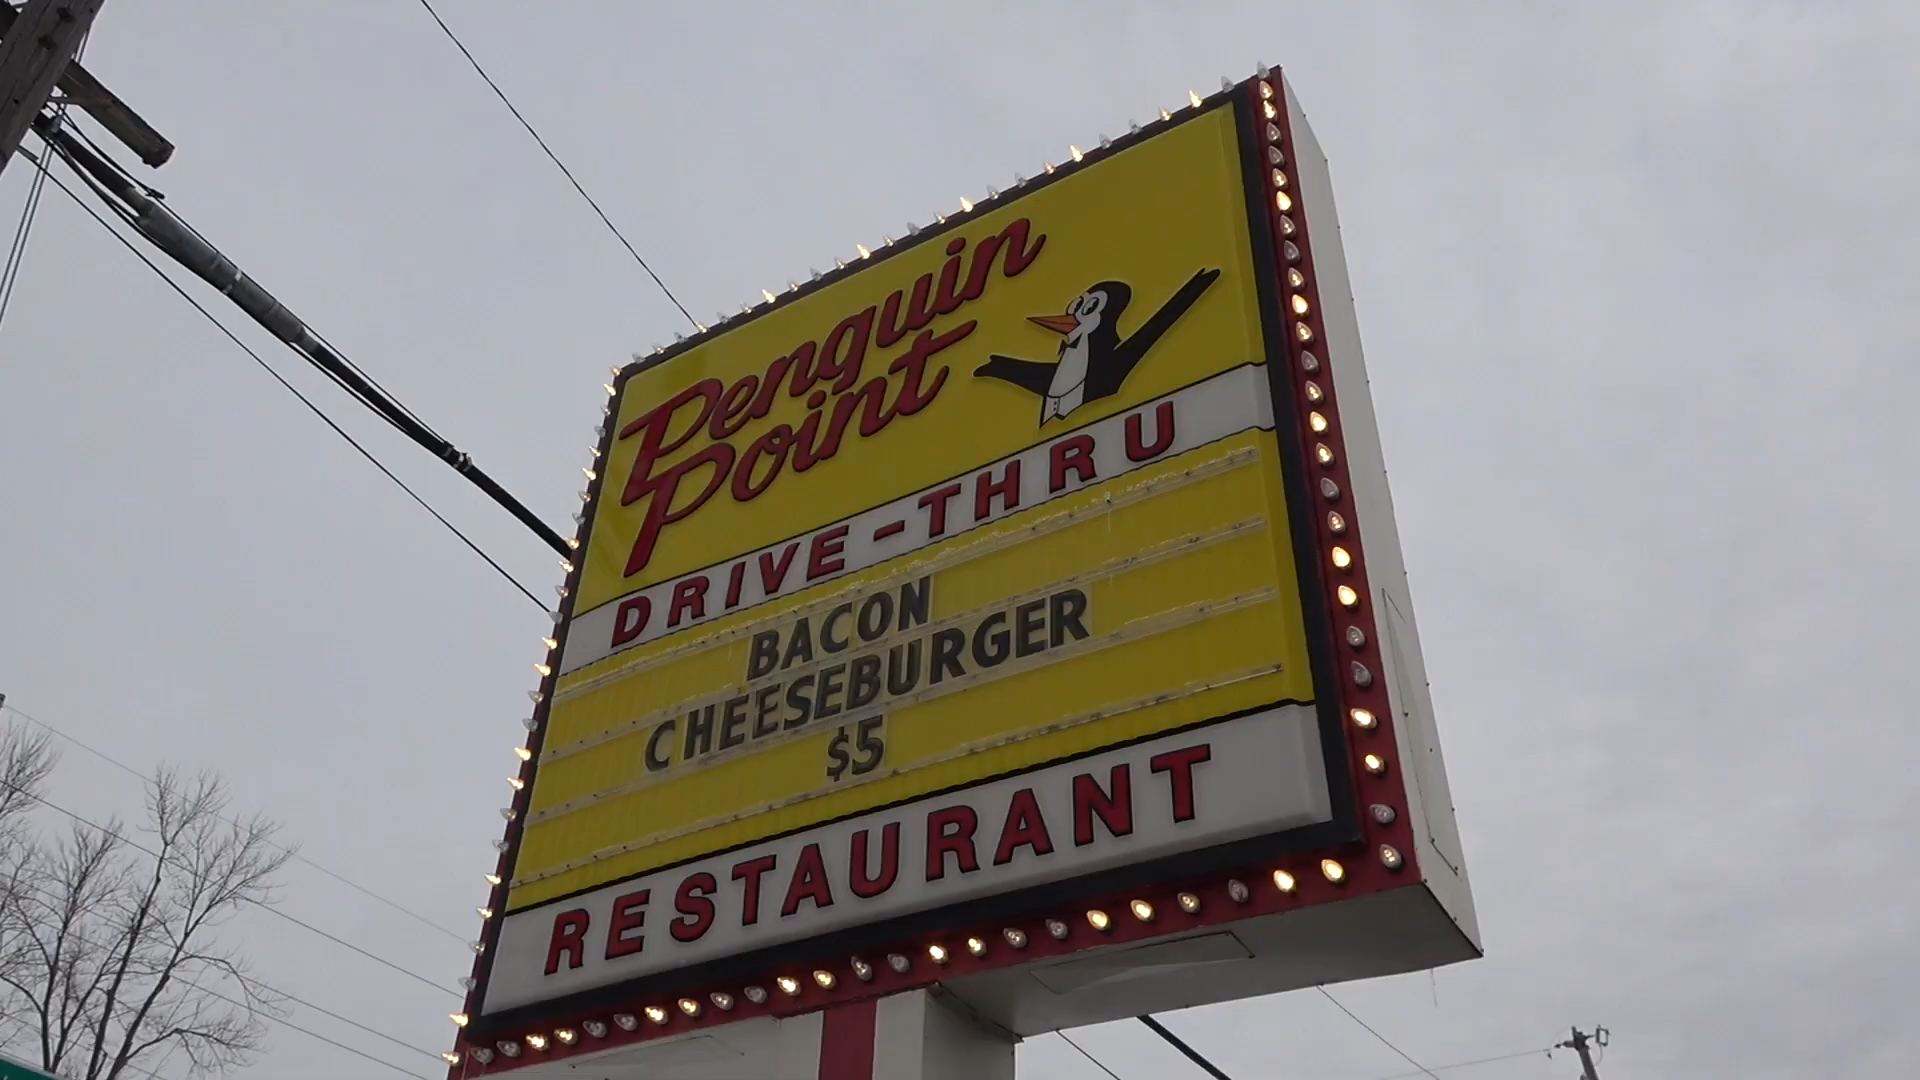 Penguin
Point
DRIVE-THRU
BACON
CHEESEBURGER
$5
RESTAURANT